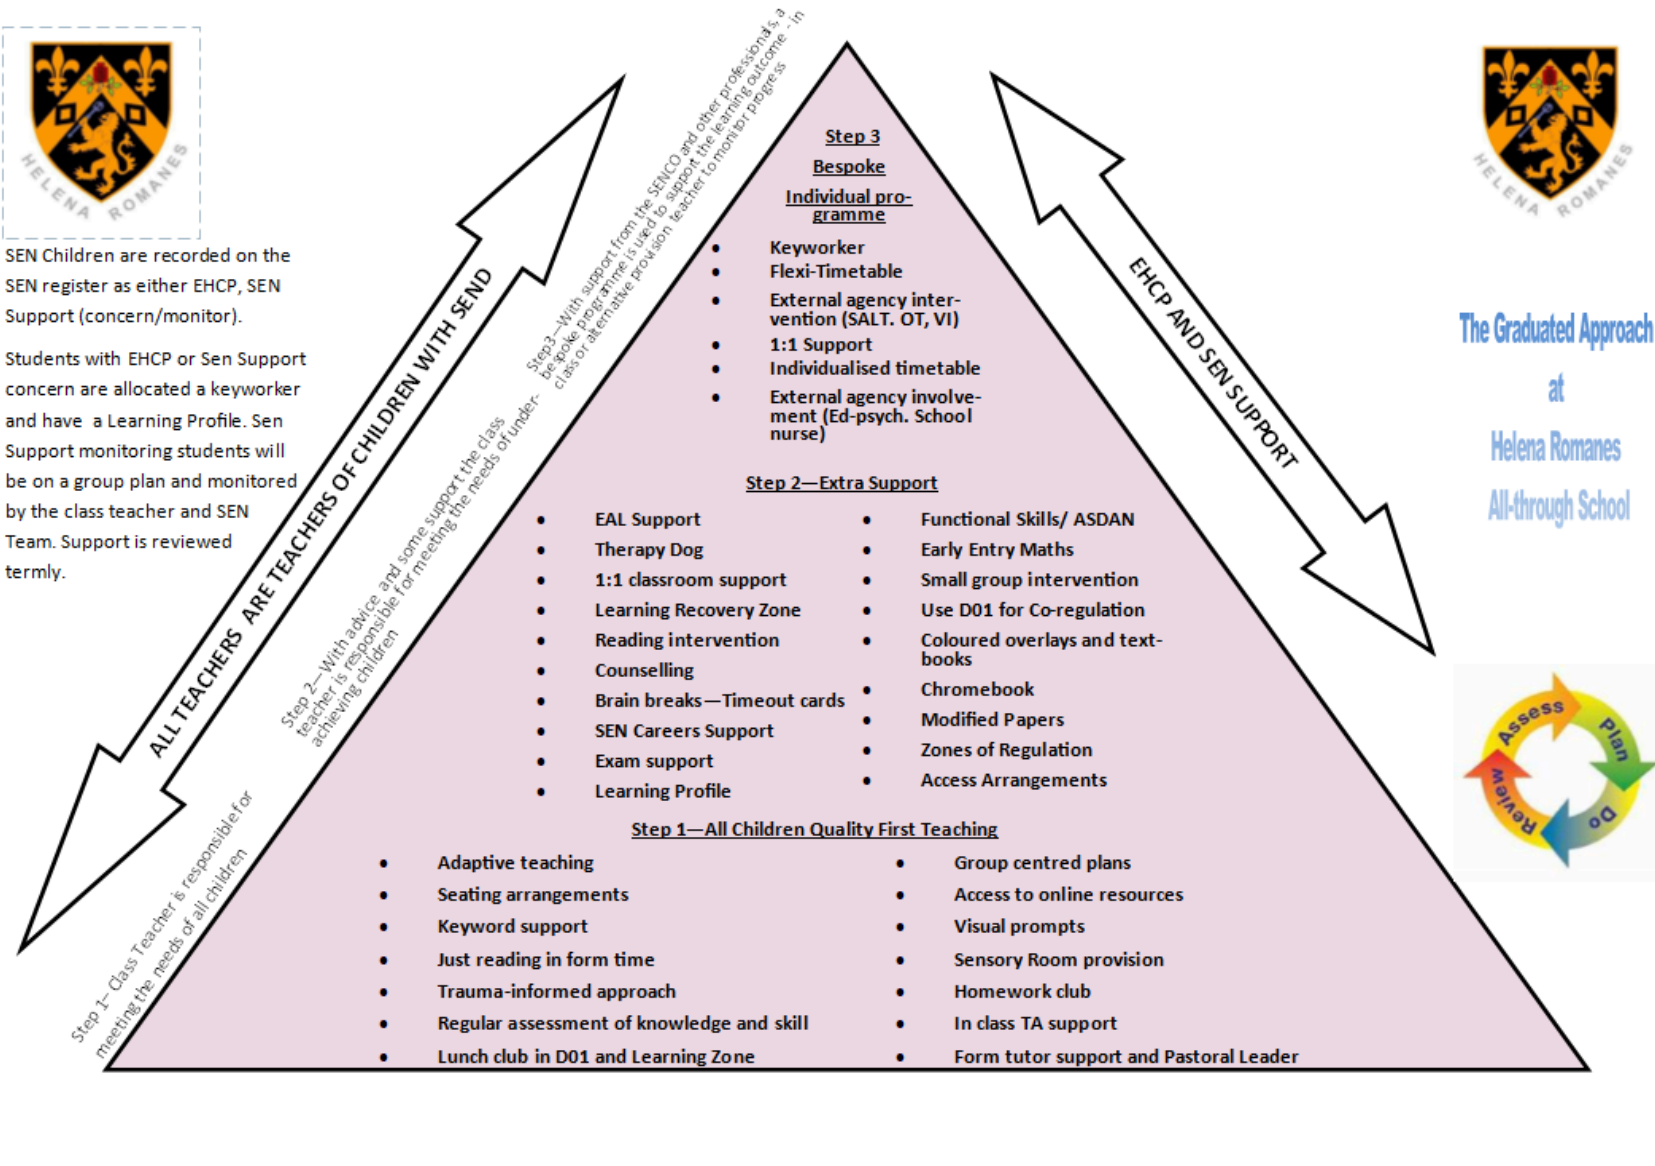 HELENA ROMANES
SEN Children are recorded on the
SEN register as either EHCP, SEN
Support (concern/monitor).
Students with EHCP or Sen Support
concern are allocated a keyworker
and have a Learning Profile. Sen
Support monitoring students will
be on a group plan and monitored
by the class teacher and SEN
Team. Support is reviewed
termly.
ALL TEACHERS ARE TEACHERS OF CHILDREN WITH SEND
Step 1– Class Teacher is responsible for
meeting the needs of all children
Step 2—With advice and some support the class
teacher is responsible for meeting the needs of under-
achieving children
Step3—With support from the SENCO and other professionals, a
bespoke programme is used to support the learning outcome - in
class or alternative provision teacher to monitor progress
Step 3
Bespoke
Individual pro-
gramme
• Keyworker
• Flexi-Timetable
• External agency inter-
vention (SALT. OT, VI)
• 1:1 Support
• Individualised timetable
• External agency involve-
ment (Ed-psych. School
nurse)
Step 2—Extra Support
• EAL Support
• Therapy Dog
• 1:1 classroom support
• Learning Recovery Zone
• Reading intervention
• Counselling
• Brain breaks—Timeout cards
• SEN Careers Support
• Exam support
• Learning Profile
• Functional Skills/ ASDAN
• Early Entry Maths
• Small group intervention
• Use D01 for Co-regulation
• Coloured overlays and text-
books
• Chromebook
• Modified Papers
• Zones of Regulation
• Access Arrangements
Step 1—All Children Quality First Teaching
• Adaptive teaching
• Seating arrangements
• Keyword support
• Just reading in form time
• Trauma-informed approach
• Regular assessment of knowledge and skill
• Lunch club in D01 and Learning Zone
• Group centred plans
• Access to online resources
• Visual prompts
• Sensory Room provision
• Homework club
• In class TA support
• Form tutor support and Pastoral Leader
EHCP AND SEN SUPPORT
HELENA ROMANES
The Graduated Approach
at
Helena Romanes
All-through School
Assess
Plan
Do
Review